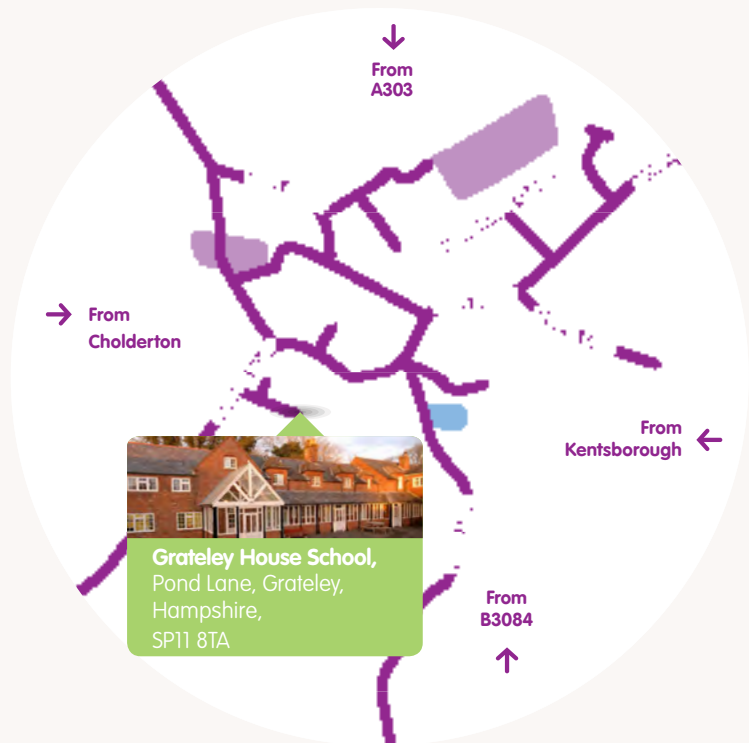 From
A303
From
Cholderton
From
Kentsborough
Grateley House School,
Pond Lane, Grateley,
Hampshire,
SP11 8TA
From
B3084